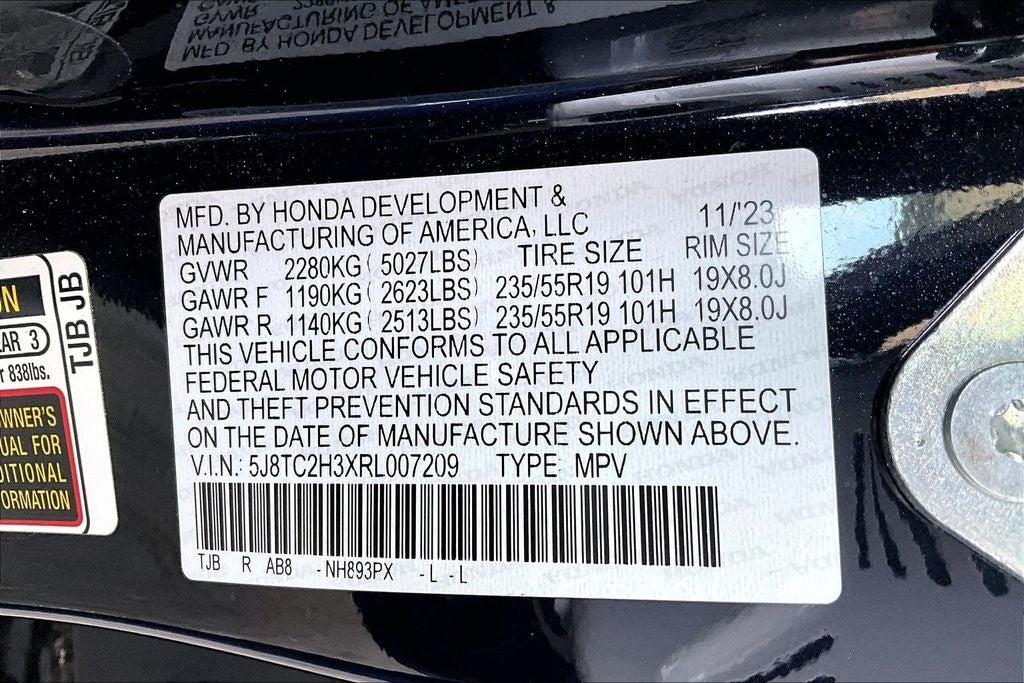 MFD. BY HONDA DEVELOPMENT &
MANUFACTURING OF AMERICA, LLC 11/'23
GVWR 2280KG( 5027LBS) TIRE SIZE RIM SIZE
GAWR F 1190KG( 2623LBS) 235/55R19 101H 19X8.0J
GAWR R 1140KG( 2513LBS) 235/55R19 101H 19X8.0J
THIS VEHICLE CONFORMS TO ALL APPLICABLE
FEDERAL MOTOR VEHICLE SAFETY
AND THEFT PREVENTION STANDARDS IN EFFECT
ON THE DATE OF MANUFACTURE SHOWN ABOVE.
V.I.N.: 5J8TC2H3XRL007209 TYPE: MPV
TJB R AB8 -NH893PX -L -L
TJB JB
3
838lbs.
FOR